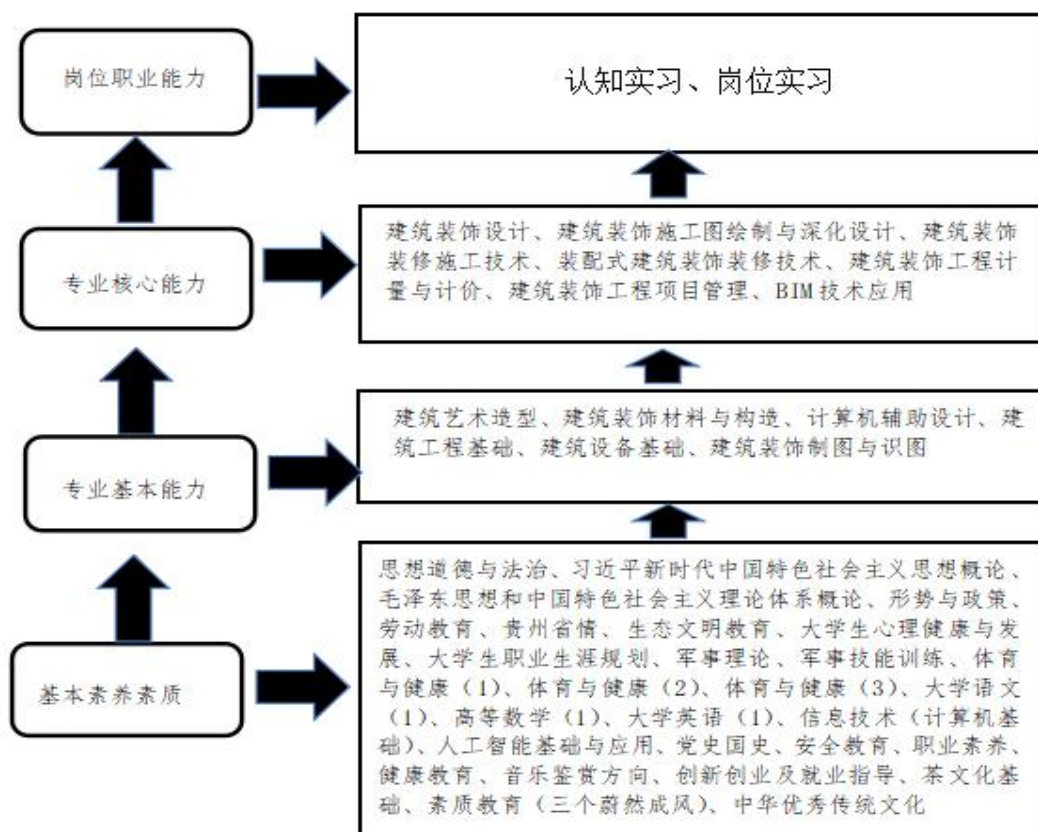 岗位职业能力
认知实习、岗位实习
专业核心能力
建筑装饰设计、建筑装饰施工图绘制与深化设计、建筑装饰
装修施工技术、装配式建筑装饰装修技术、建筑装饰工程计
量与计价、建筑装饰工程项目管理、BIM技术应用
专业基本能力
建筑艺术造型、建筑装饰材料与构造、计算机辅助设计、建
筑工程基础、建筑设备基础、建筑装饰制图与识图
基本素养素质
思想道德与法治、习近平新时代中国特色社会主义思想概论、
毛泽东思想和中国特色社会主义理论体系概论、形势与政策、
劳动教育、贵州省情、生态文明教育、大学生心理健康与发
展、大学生职业生涯规划、军事理论、军事技能训练、体育
与健康（1）、体育与健康（2）、体育与健康（3）、大学语文
（1）、高等数学（1）、大学英语（1）、信息技术（计算机基
础）、人工智能基础与应用、党史国史、安全教育、职业素养、
健康教育、音乐鉴赏方向、创新创业及就业指导、茶文化基
础、素质教育（三个蔚然成风）、中华优秀传统文化